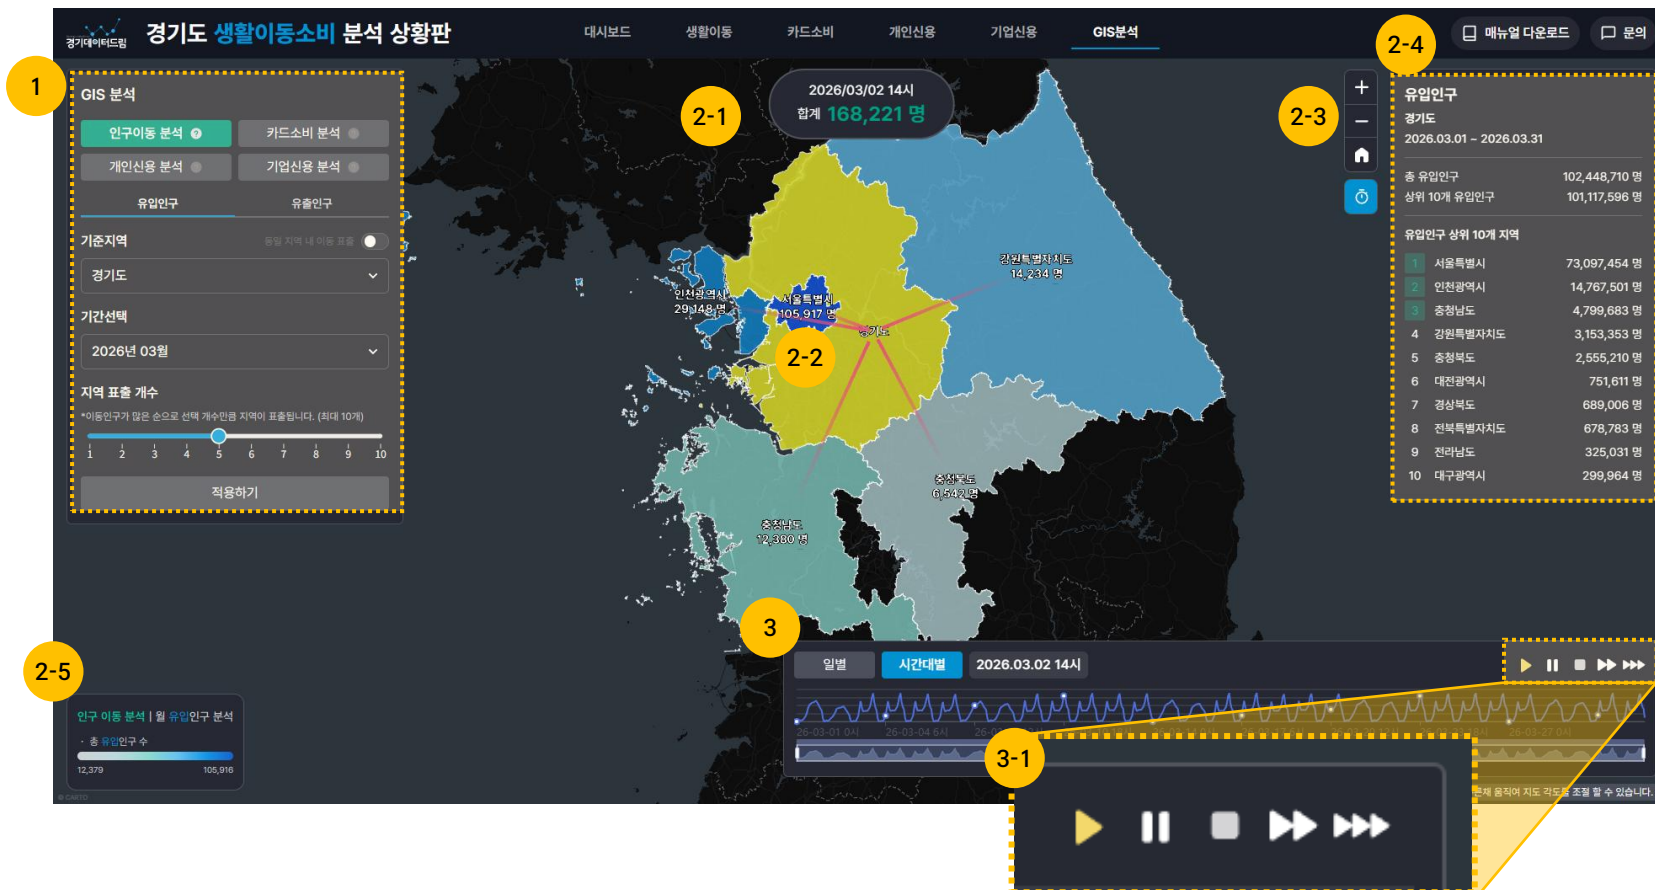 경기데이터드림
경기도 생활이동소비 분석 상황판
대시보드
생활이동
카드소비
개인신용
기업신용
GIS분석
매뉴얼 다운로드
문의
1
GIS 분석
인구이동 분석 ?
카드소비 분석
개인신용 분석
기업신용 분석
유입인구
유출인구
기준지역
동일 지역 내 이동 표출
경기도
기간선택
2026년 03월
지역 표출 개수
*이동인구가 많은 순으로 선택 개수만큼 지역이 표출됩니다. (최대 10개)
1 2 3 4 5 6 7 8 9 10
적용하기
2-1
2026/03/02 14시
합계 168,221 명
강원특별자치도
14,234 명
인천광역시
29,148 명
서울특별시
105,917 명
경기도
2-2
충청북도
6,542 명
충청남도
12,380 명
2-3
2-4
유입인구
경기도
2026.03.01 ~ 2026.03.31
총 유입인구 102,448,710 명
상위 10개 유입인구 101,117,596 명
유입인구 상위 10개 지역
1 서울특별시 73,097,454 명
2 인천광역시 14,767,501 명
3 충청남도 4,799,683 명
4 강원특별자치도 3,153,353 명
5 충청북도 2,555,210 명
6 대전광역시 751,611 명
7 경상북도 689,006 명
8 전북특별자치도 678,783 명
9 전라남도 325,031 명
10 대구광역시 299,964 명
2-5
인구 이동 분석 | 월 유입인구 분석
· 총 유입인구 수
12,379 105,916
© CARTO
3
일별
시간대별
2026.03.02 14시
26-03-01 0시
26-03-04 6시
26-03-27 0시
3-1
움직여 지도 각도를 조절 할 수 있습니다.